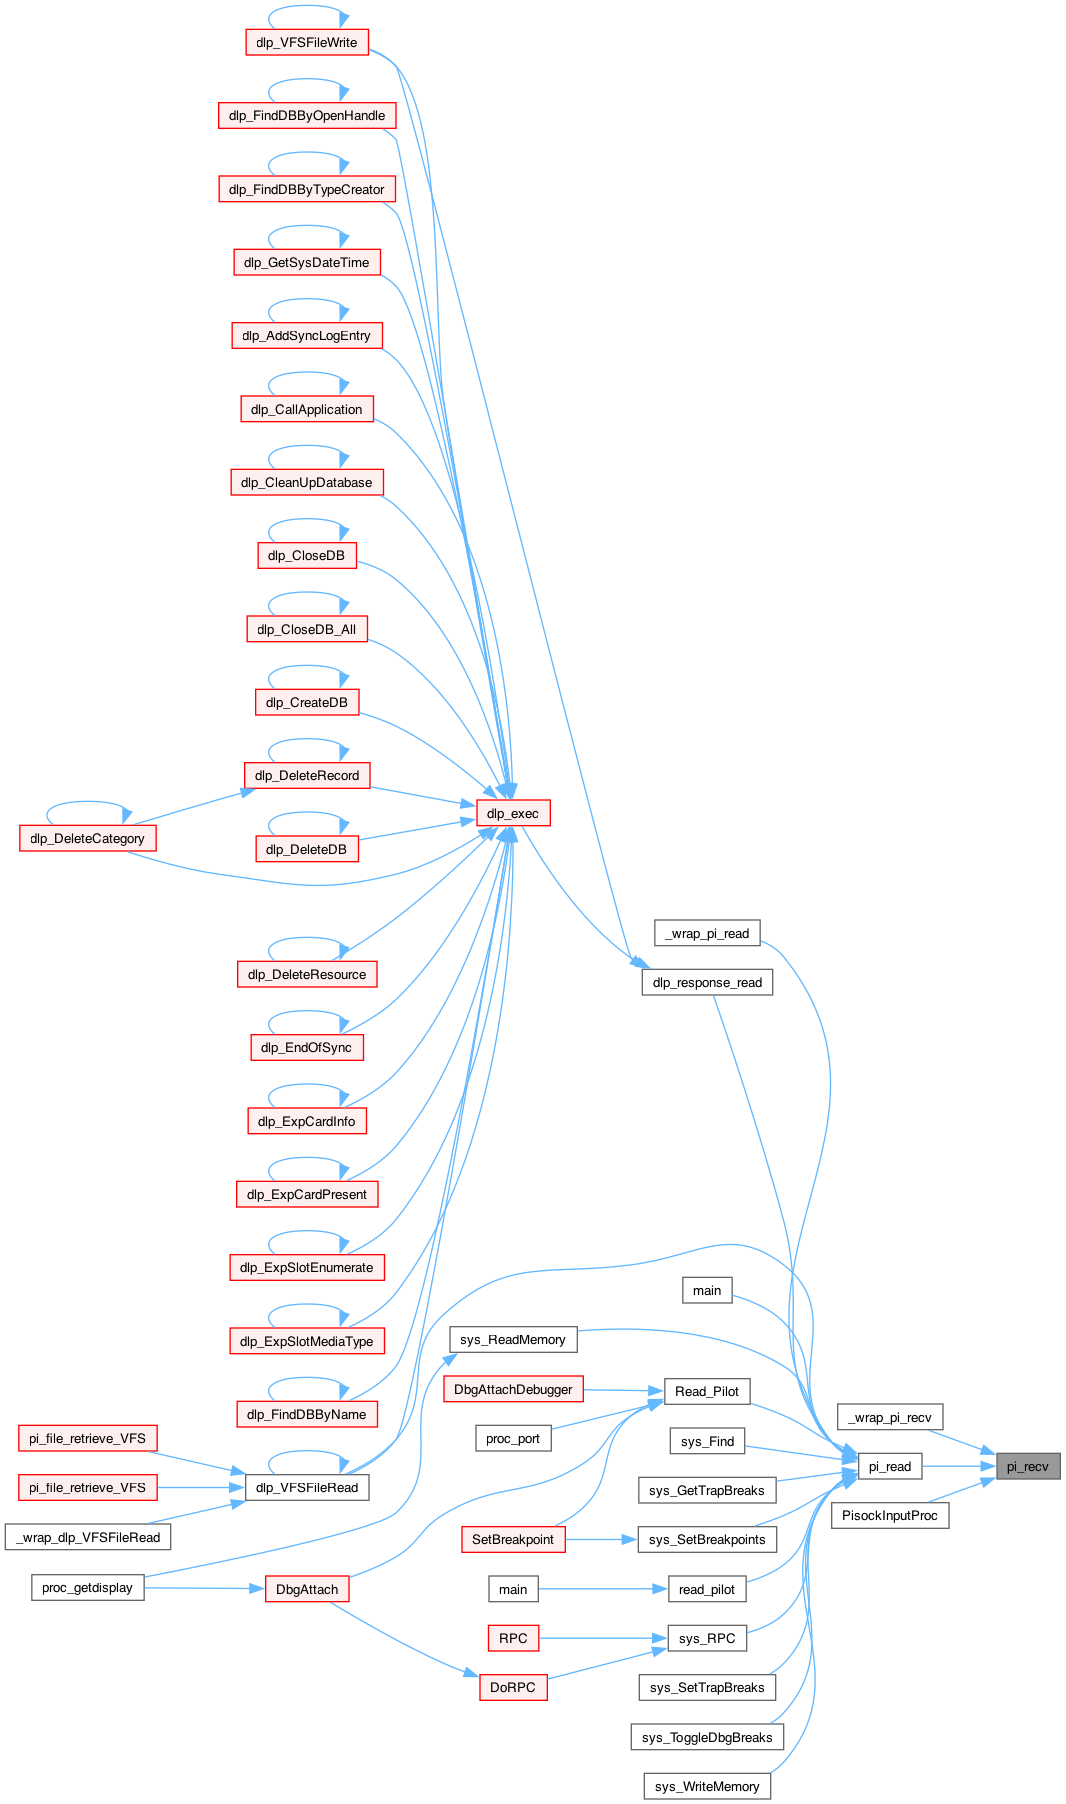 dlp_VFSFileWrite
dlp_FindDBByOpenHandle
dlp_FindDBByTypeCreator
dlp_GetSysDateTime
dlp_AddSyncLogEntry
dlp_CallApplication
dlp_CleanUpDatabase
dlp_CloseDB
dlp_CloseDB_All
dlp_CreateDB
dlp_DeleteRecord
dlp_exec
dlp_DeleteCategory
dlp_DeleteDB
_wrap_pi_read
dlp_DeleteResource
dlp_response_read
dlp_EndOfSync
dlp_ExpCardInfo
dlp_ExpCardPresent
dlp_ExpSlotEnumerate
main
dlp_ExpSlotMediaType
sys_ReadMemory
DbgAttachDebugger
Read_Pilot
dlp_FindDBByName
_wrap_pi_recv
pi_file_retrieve_VFS
proc_port
sys_Find
pi_read
pi_recv
pi_file_retrieve_VFS
dlp_VFSFileRead
sys_GetTrapBreaks
PisockInputProc
_wrap_dlp_VFSFileRead
SetBreakpoint
sys_SetBreakpoints
proc_getdisplay
DbgAttach
main
read_pilot
RPC
sys_RPC
DoRPC
sys_SetTrapBreaks
sys_ToggleDbgBreaks
sys_WriteMemory